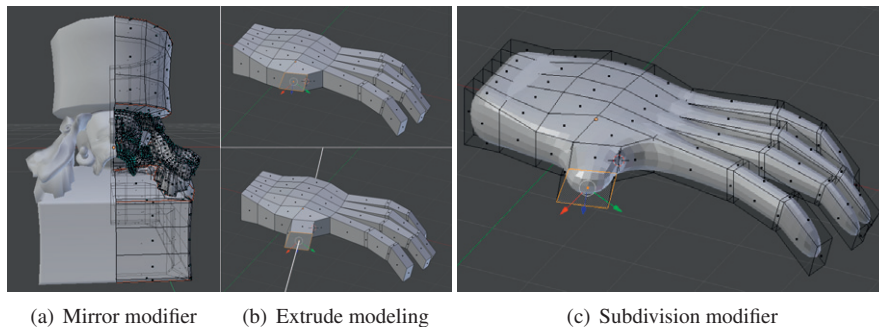 (a) Mirror modifier
(b) Extrude modeling
(c) Subdivision modifier